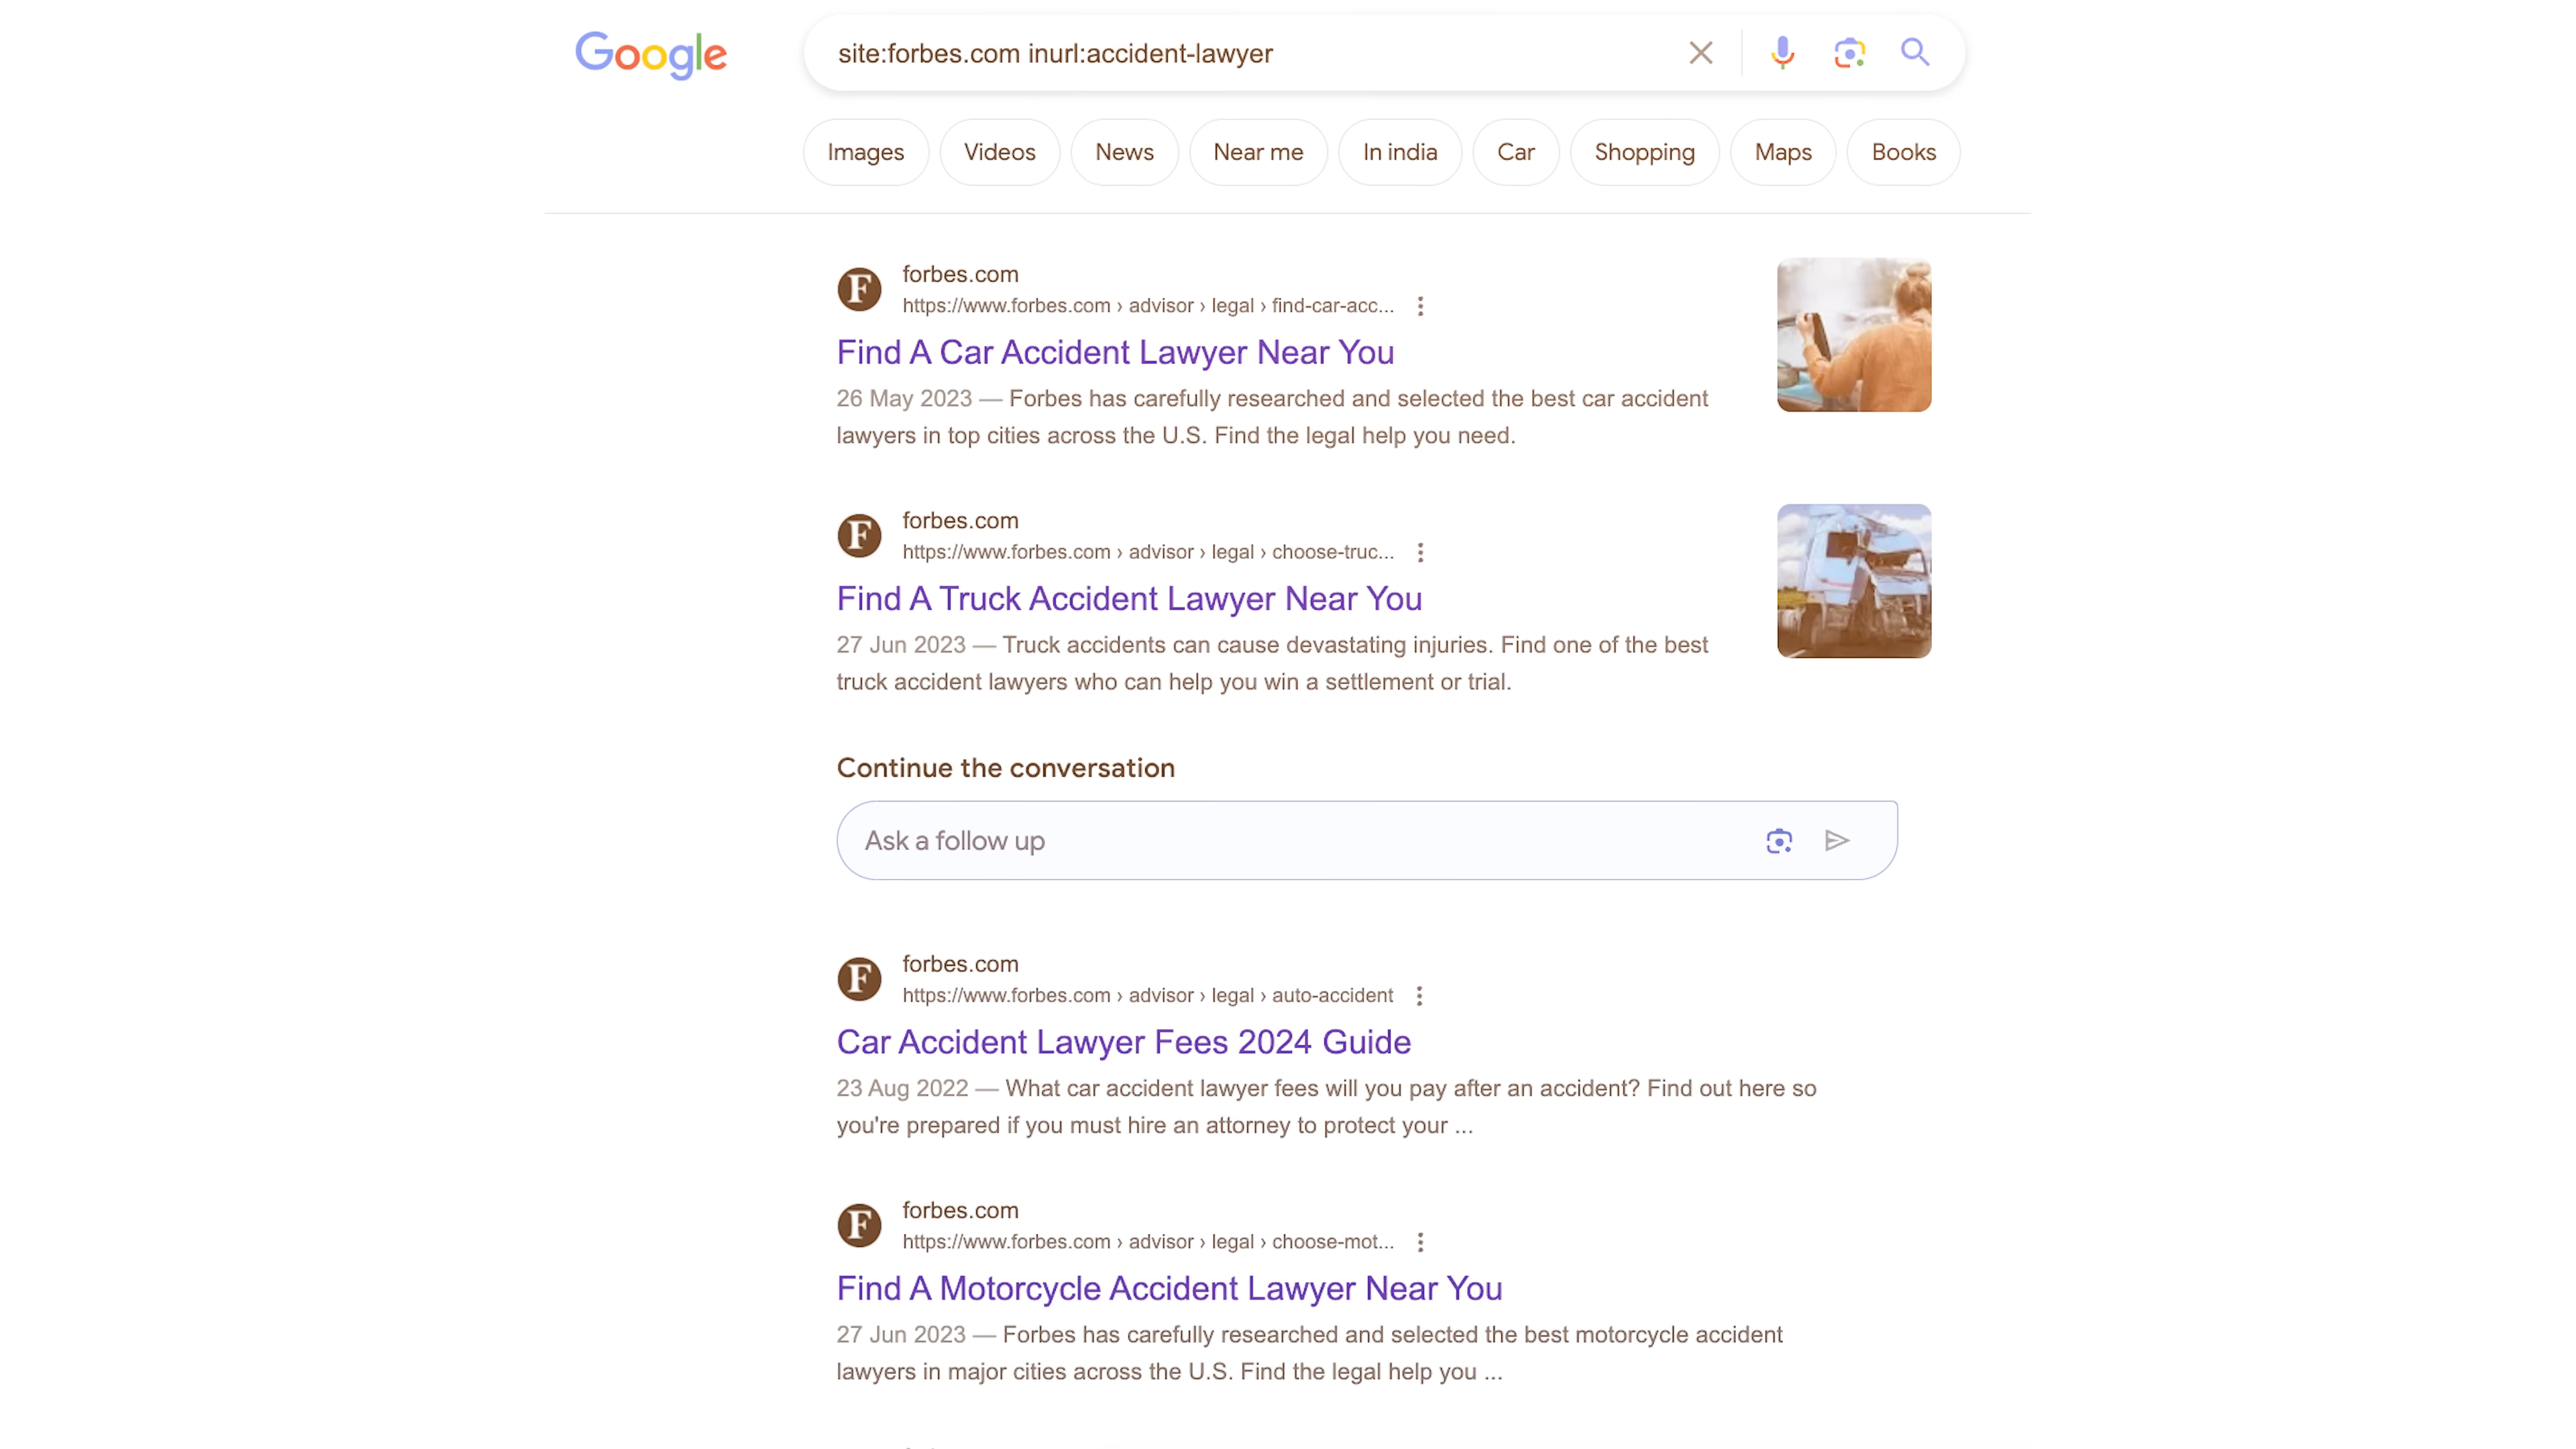 Google
site:forbes.com inurl:accident-lawyer
Images
Videos
News
Near me
In india
Car
Shopping
Maps
Books
F
forbes.com
https://www.forbes.com › advisor › legal › find-car-acc...
Find A Car Accident Lawyer Near You
26 May 2023 — Forbes has carefully researched and selected the best car accident
lawyers in top cities across the U.S. Find the legal help you need.
F
forbes.com
https://www.forbes.com › advisor › legal › choose-truc...
Find A Truck Accident Lawyer Near You
27 Jun 2023 — Truck accidents can cause devastating injuries. Find one of the best
truck accident lawyers who can help you win a settlement or trial.
Continue the conversation
Ask a follow up
F
forbes.com
https://www.forbes.com › advisor › legal › auto-accident
Car Accident Lawyer Fees 2024 Guide
23 Aug 2022 — What car accident lawyer fees will you pay after an accident? Find out here so
you're prepared if you must hire an attorney to protect your ...
F
forbes.com
https://www.forbes.com › advisor › legal › choose-mot...
Find A Motorcycle Accident Lawyer Near You
27 Jun 2023 — Forbes has carefully researched and selected the best motorcycle accident
lawyers in major cities across the U.S. Find the legal help you ...